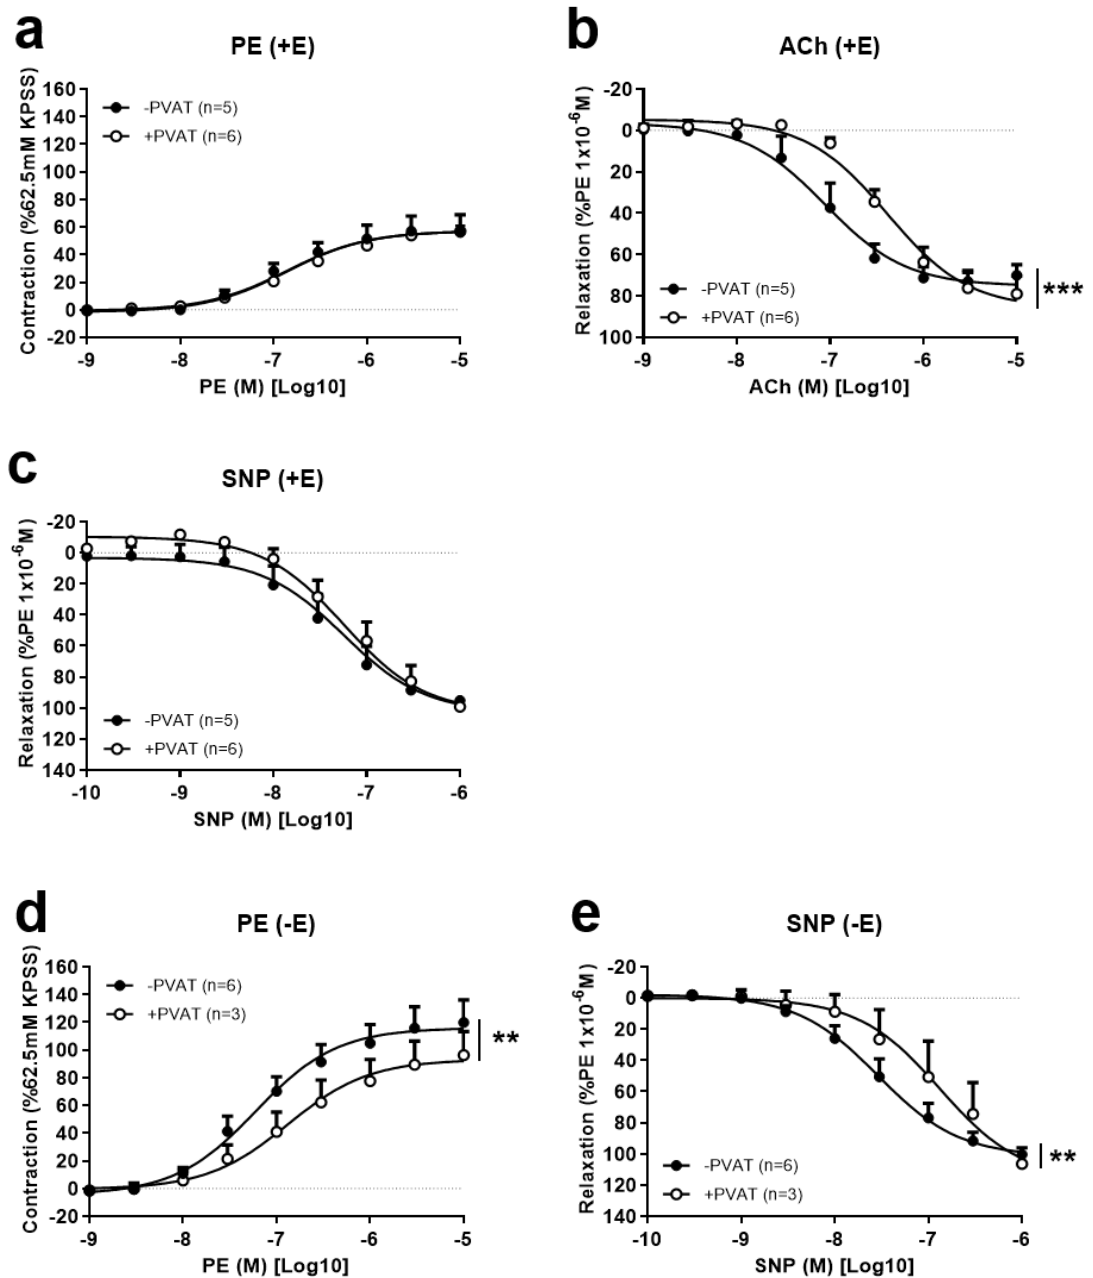 a
PE (+E)
Contraction (%62.5mM KPSS)
160
140
120
100
80
60
40
20
0
-20
-PVAT (n=5)
+PVAT (n=6)
-9 -8 -7 -6 -5
PE (M) [Log10]
b
ACh (+E)
Relaxation (%PE 1x10⁻⁶M)
-20
0
20
40
60
80
100
-PVAT (n=5)
+PVAT (n=6)
***
-9 -8 -7 -6 -5
ACh (M) [Log10]
c
SNP (+E)
Relaxation (%PE 1x10⁻⁶M)
-20
0
20
40
60
80
100
120
140
-PVAT (n=5)
+PVAT (n=6)
-10 -9 -8 -7 -6
SNP (M) [Log10]
d
PE (-E)
Contraction (%62.5mM KPSS)
160
140
120
100
80
60
40
20
0
-20
-PVAT (n=6)
+PVAT (n=3)
**
-9 -8 -7 -6 -5
PE (M) [Log10]
e
SNP (-E)
Relaxation (%PE 1x10⁻⁶M)
-20
0
20
40
60
80
100
120
140
-PVAT (n=6)
+PVAT (n=3)
**
-10 -9 -8 -7 -6
SNP (M) [Log10]